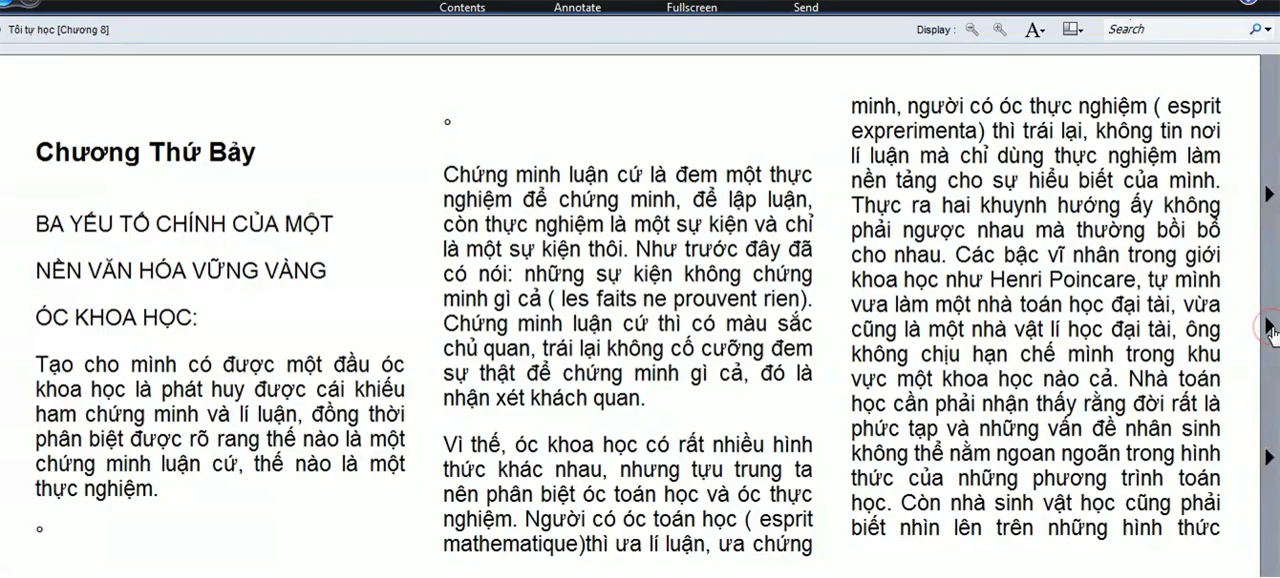 Contents Annotate Fullscreen Send
Tôi tự học [Chương 8]
Display : A Search
Chương Thứ Bảy
BA YẾU TỐ CHÍNH CỦA MỘT
NỀN VĂN HÓA VỮNG VÀNG
ÓC KHOA HỌC:
Tạo cho mình có được một đầu óc
khoa học là phát huy được cái khiếu
ham chứng minh và lí luận, đồng thời
phân biệt được rõ rang thế nào là một
chứng minh luận cứ, thế nào là một
thực nghiệm.
°
°
Chứng minh luận cứ là đem một thực
nghiệm để chứng minh, để lập luận,
còn thực nghiệm là một sự kiện và chỉ
là một sự kiện thôi. Như trước đây đã
có nói: những sự kiện không chứng
minh gì cả ( les faits ne prouvent rien).
Chứng minh luận cứ thì có màu sắc
chủ quan, trái lại không cố cưỡng đem
sự thật để chứng minh gì cả, đó là
nhận xét khách quan.
Vì thế, óc khoa học có rất nhiều hình
thức khác nhau, nhưng tựu trung ta
nên phân biệt óc toán học và óc thực
nghiệm. Người có óc toán học ( esprit
mathematique)thì ưa lí luận, ưa chứng
minh, người có óc thực nghiệm ( esprit
exprerimenta) thì trái lại, không tin nơi
lí luận mà chỉ dùng thực nghiệm làm
nền tảng cho sự hiểu biết của mình.
Thực ra hai khuynh hướng ấy không
phải ngược nhau mà thường bồi bổ
cho nhau. Các bậc vĩ nhân trong giới
khoa học như Henri Poincare, tự mình
vưa làm một nhà toán học đại tài, vừa
cũng là một nhà vật lí học đại tài, ông
không chịu hạn chế mình trong khu
vực một khoa học nào cả. Nhà toán
học cần phải nhận thấy rằng đời rất là
phức tạp và những vấn đề nhân sinh
không thể nằm ngoan ngoãn trong hình
thức của những phương trình toán
học. Còn nhà sinh vật học cũng phải
biết nhìn lên trên những hình thức